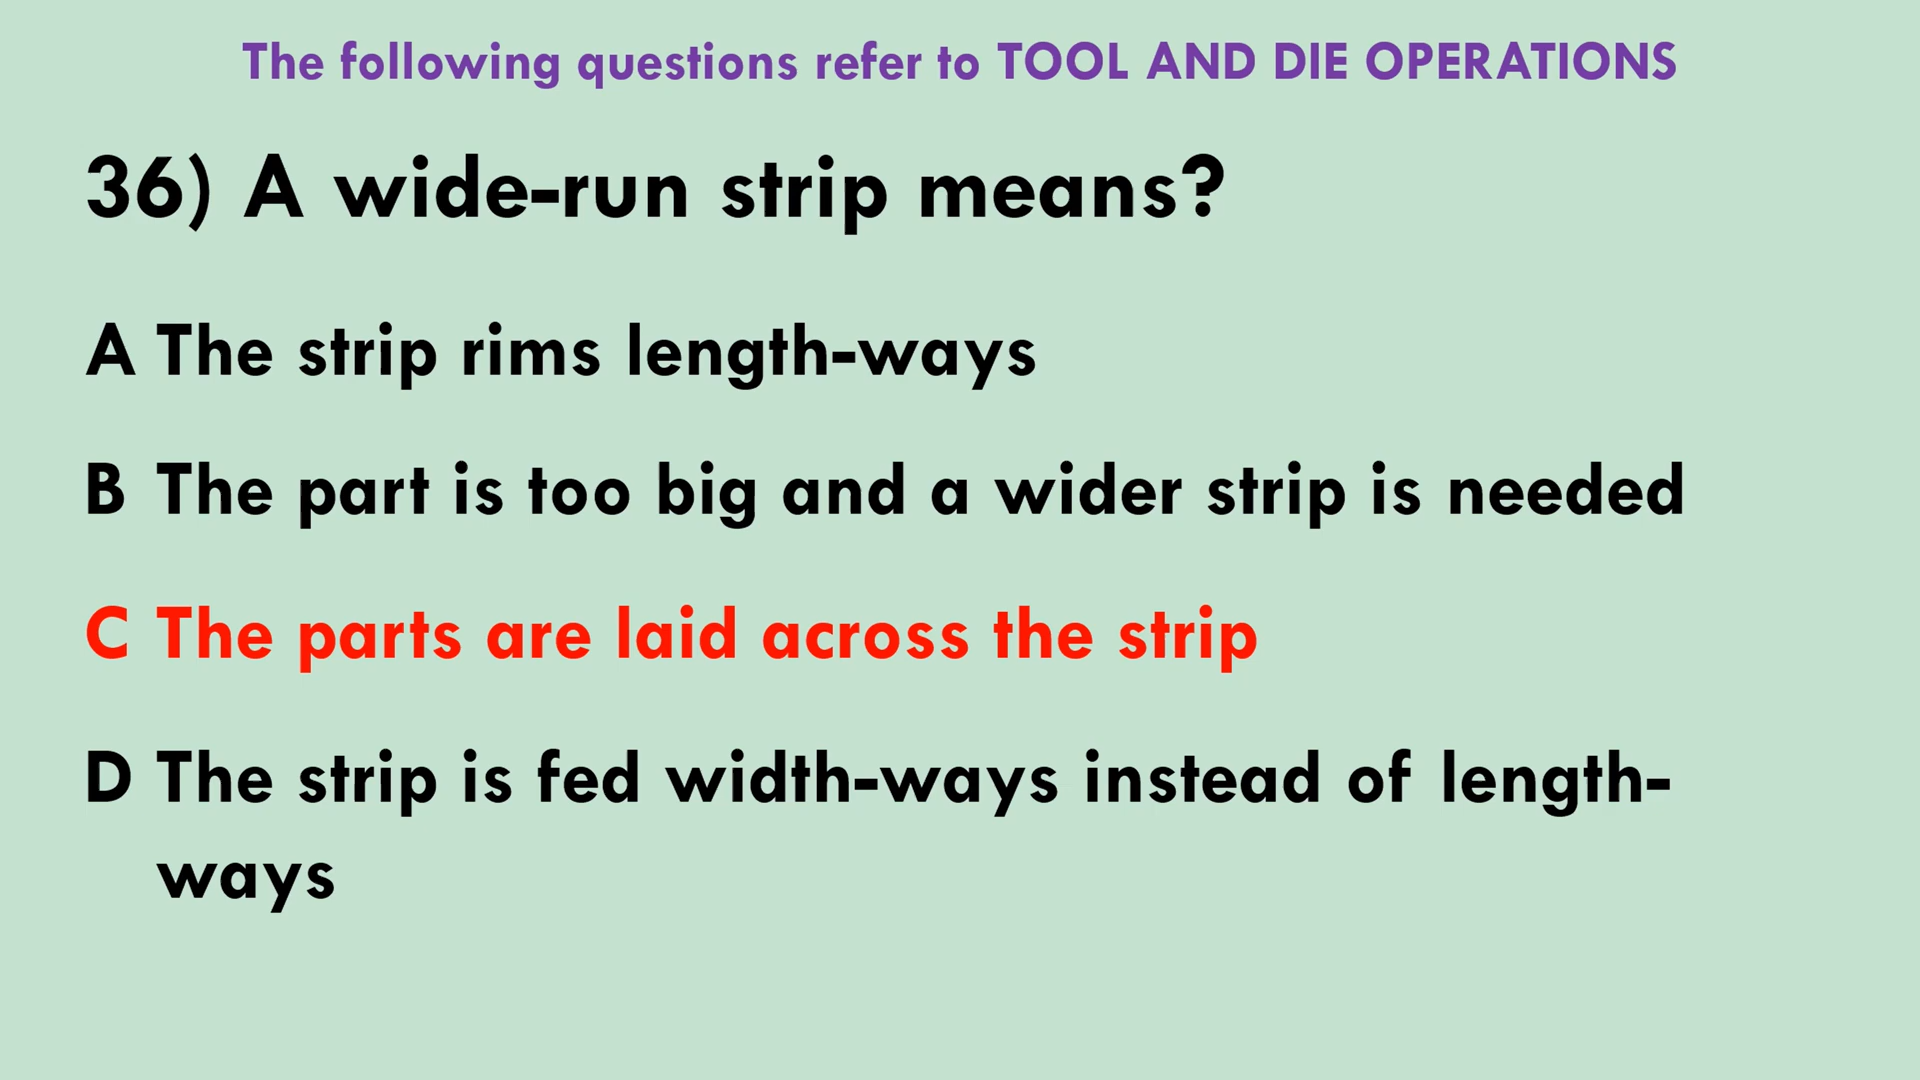 The following questions refer to TOOL AND DIE OPERATIONS
36) A wide-run strip means?
A The strip rims length-ways
B The part is too big and a wider strip is needed
C The parts are laid across the strip
D The strip is fed width-ways instead of length-
ways